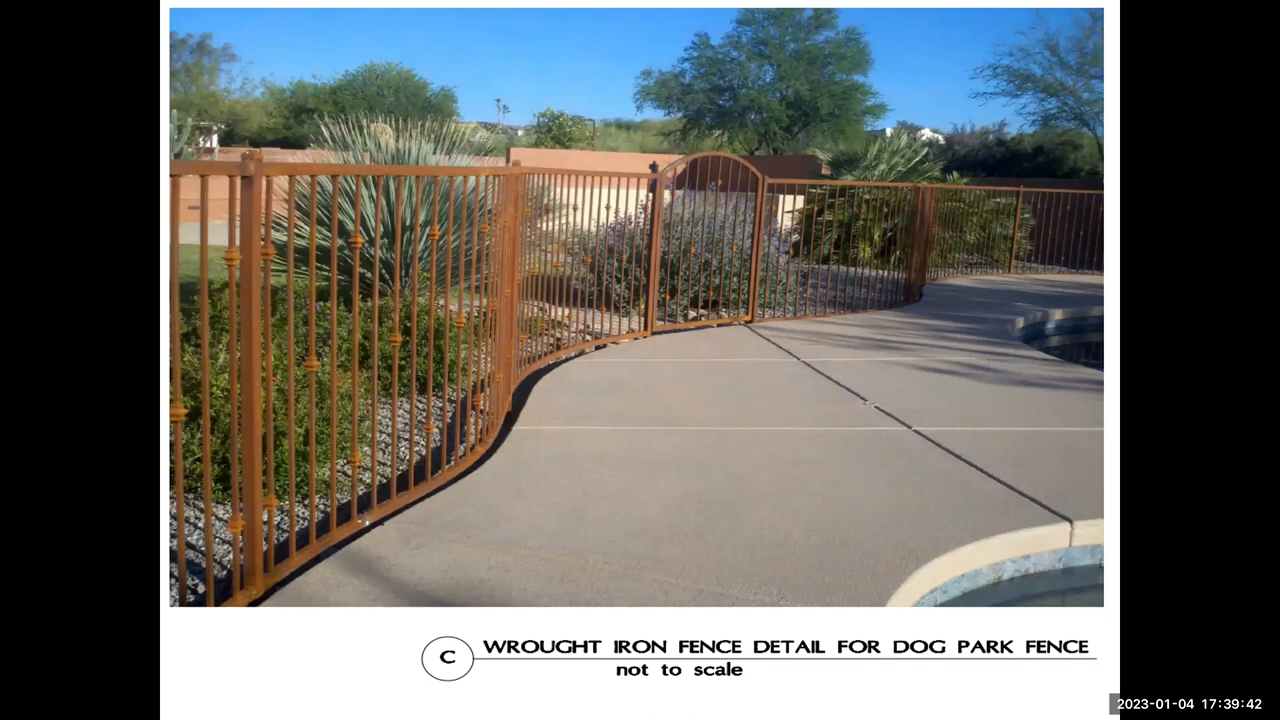 C
WROUGHT IRON FENCE DETAIL FOR DOG PARK FENCE
not to scale
2023-01-04 17:39:42